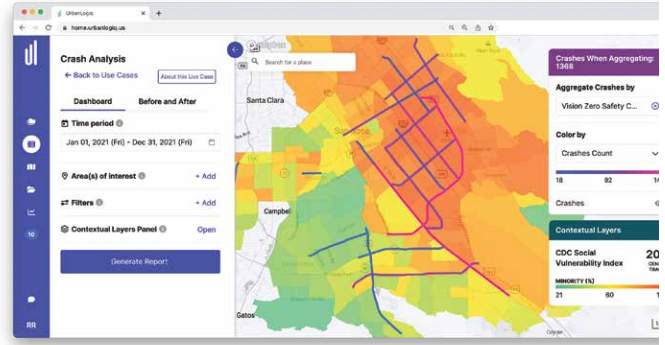 UrbanLogiq
home.urbanlogiq.us
Crash Analysis
← Back to Use Cases
About this Use Case
Dashboard
Before and After
Time period
Jan 01, 2021 (Fri) - Dec 31, 2021 (Fri)
Area(s) of interest
+ Add
Filters
+ Add
Contextual Layers Panel
Open
Generate Report
10
RR
Search for a place
Santa Clara
San Jose
Campbel
Gatos
Crashes When Aggregating:
1368
Aggregate Crashes by
Vision Zero Safety C...
Color by
Crashes Count
18 82 14
Crashes
Contextual Layers
CDC Social
Vulnerability Index
20
MINORITY (%)
21 60 1